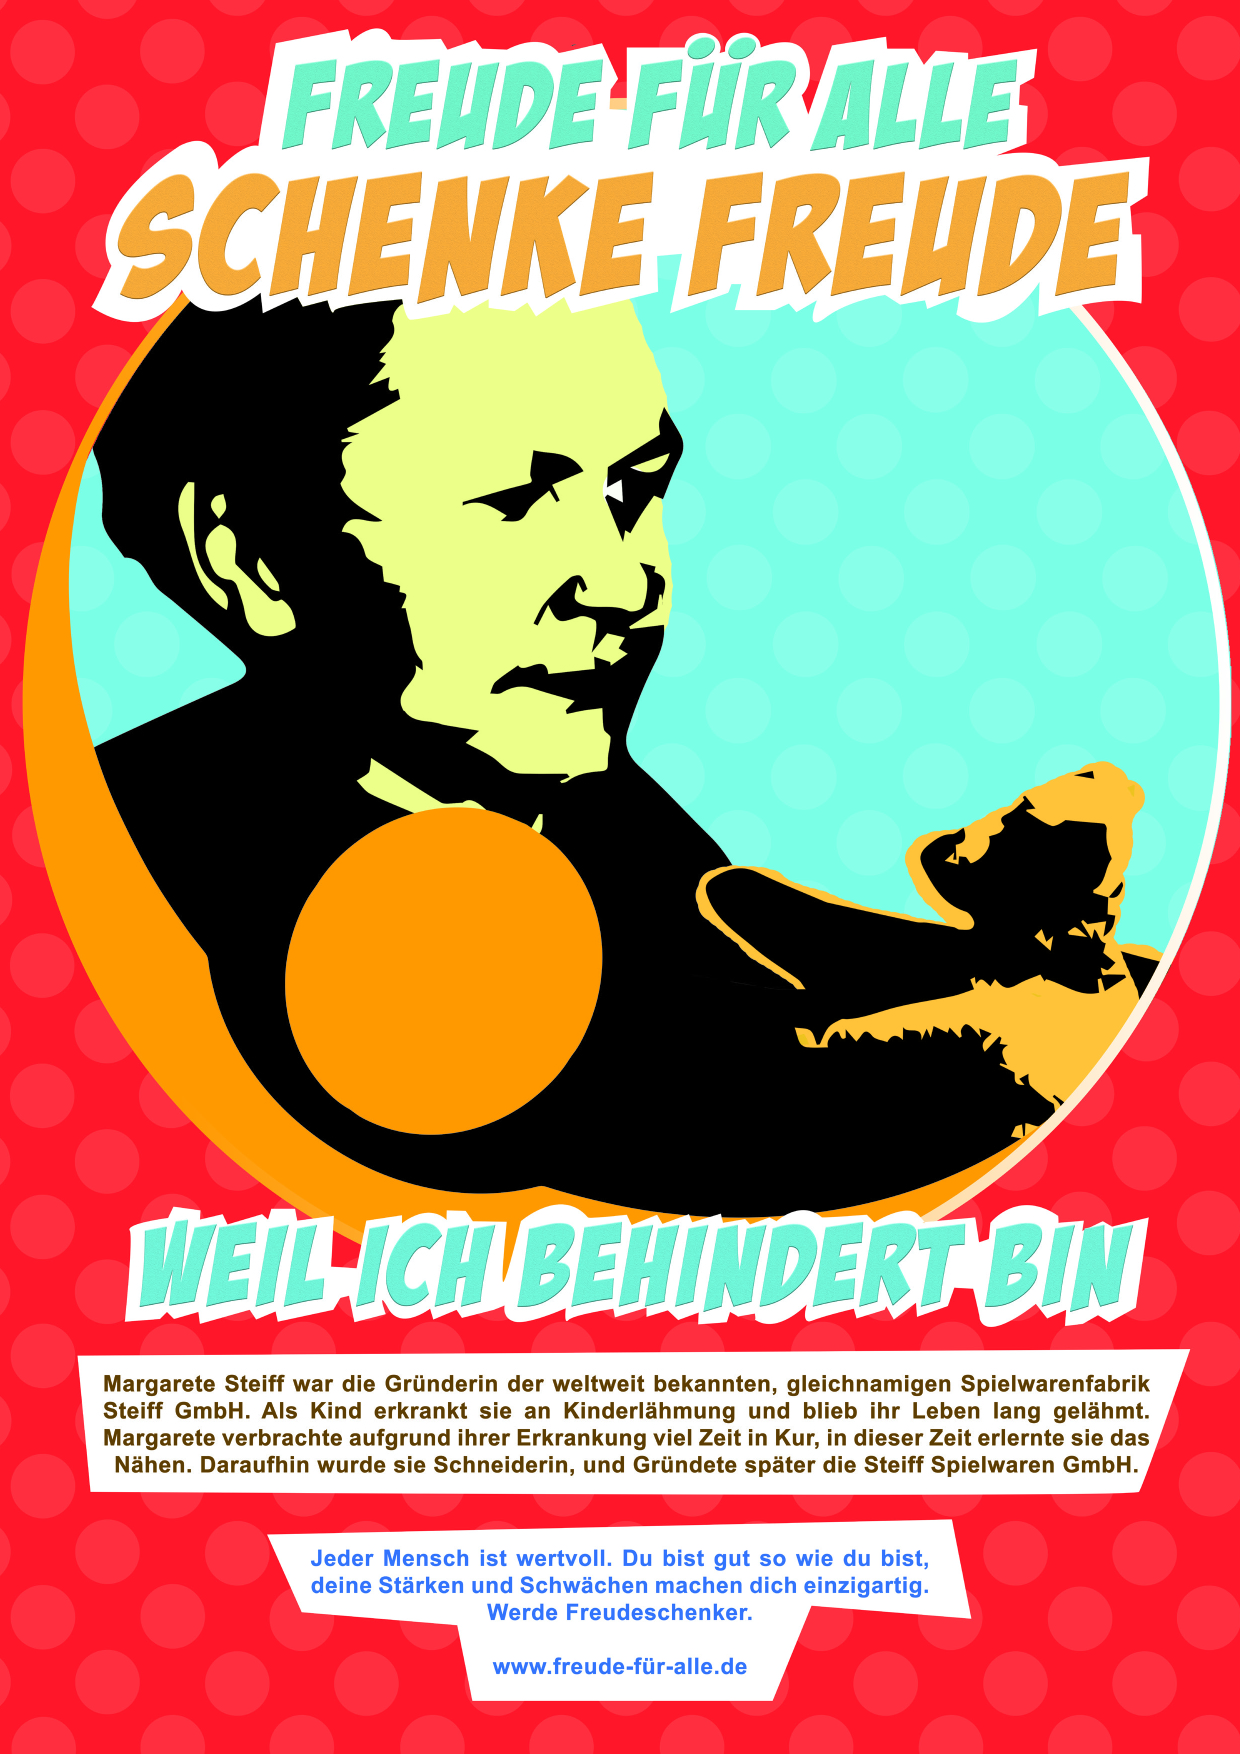 FREUDE FÜR ALLE
SCHENKE FREUDE
WEIL ICH BEHINDERT BIN
Margarete Steiff war die Gründerin der weltweit bekannten, gleichnamigen Spielwarenfabrik
Steiff GmbH. Als Kind erkrankt sie an Kinderlähmung und blieb ihr Leben lang gelähmt.
Margarete verbrachte aufgrund ihrer Erkrankung viel Zeit in Kur, in dieser Zeit erlernte sie das
Nähen. Daraufhin wurde sie Schneiderin, und Gründete später die Steiff Spielwaren GmbH.
Jeder Mensch ist wertvoll. Du bist gut so wie du bist,
deine Stärken und Schwächen machen dich einzigartig.
Werde Freudeschenker.
www.freude-für-alle.de